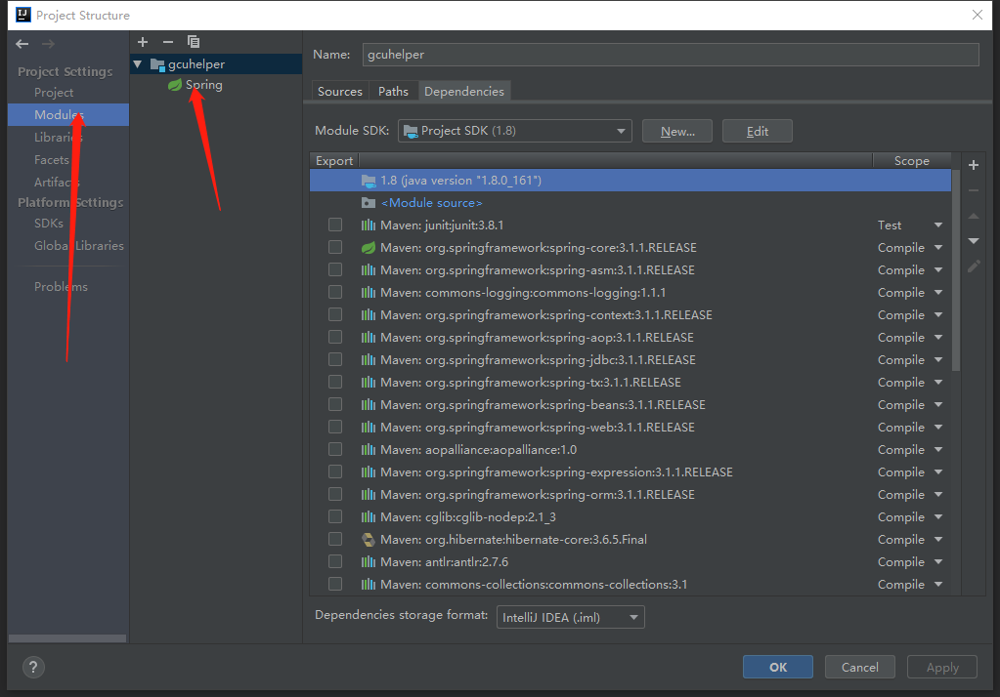 Project Structure
Project Settings
Project
Modules
Libraries
Facets
Artifacts
Platform Settings
SDKs
Global Libraries
Problems
gcuhelper
Spring
Name: gcuhelper
Sources Paths Dependencies
Module SDK: Project SDK (1.8) New... Edit
Export Scope
1.8 (java version "1.8.0_161")
<Module source>
Maven: junit:junit:3.8.1 Test
Maven: org.springframework:spring-core:3.1.1.RELEASE Compile
Maven: org.springframework:spring-asm:3.1.1.RELEASE Compile
Maven: commons-logging:commons-logging:1.1.1 Compile
Maven: org.springframework:spring-context:3.1.1.RELEASE Compile
Maven: org.springframework:spring-aop:3.1.1.RELEASE Compile
Maven: org.springframework:spring-jdbc:3.1.1.RELEASE Compile
Maven: org.springframework:spring-tx:3.1.1.RELEASE Compile
Maven: org.springframework:spring-beans:3.1.1.RELEASE Compile
Maven: org.springframework:spring-web:3.1.1.RELEASE Compile
Maven: aopalliance:aopalliance:1.0 Compile
Maven: org.springframework:spring-expression:3.1.1.RELEASE Compile
Maven: org.springframework:spring-orm:3.1.1.RELEASE Compile
Maven: cglib:cglib-nodep:2.1_3 Compile
Maven: org.hibernate:hibernate-core:3.6.5.Final Compile
Maven: antlr:antlr:2.7.6 Compile
Maven: commons-collections:commons-collections:3.1 Compile
Dependencies storage format: IntelliJ IDEA (.iml)
? OK Cancel Apply